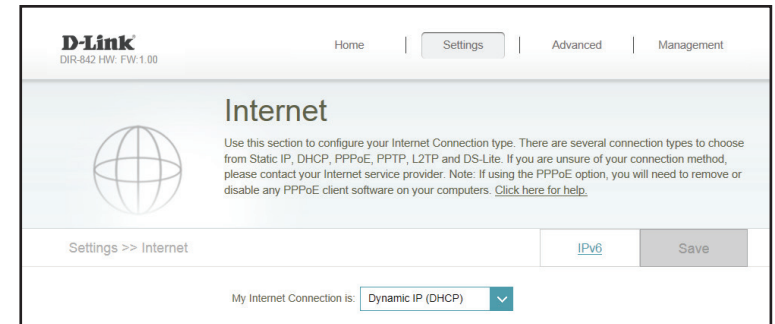 D-Link
DIR-842 HW: FW:1.00
Home | Settings | Advanced | Management
Internet
Use this section to configure your Internet Connection type. There are several connection types to choose
from Static IP, DHCP, PPPoE, PPTP, L2TP and DS-Lite. If you are unsure of your connection method,
please contact your Internet service provider. Note: If using the PPPoE option, you will need to remove or
disable any PPPoE client software on your computers. Click here for help.
Settings >> Internet
IPv6
Save
My Internet Connection is: Dynamic IP (DHCP)